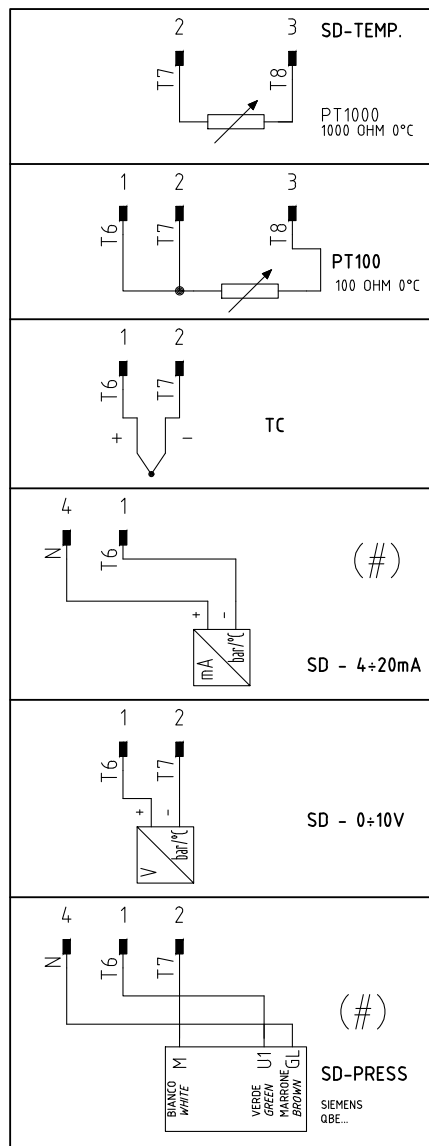 2 3 SD-TEMP.
T7 T8
PT1000
1000 OHM 0°C
1 2 3
T6 T7 T8
PT100
100 OHM 0°C
1 2
T6 T7
+ -
TC
4 1
N T6
(#)
+ -
mA bar/°C
SD - 4÷20mA
1 2
T6 T7
+ -
V bar/°C
SD - 0÷10V
4 1 2
N T6 T7
(#)
M U1 GL
BIANCO VERDE MARRONE
WHITE GREEN BROWN
SD-PRESS
SIEMENS
QBE...